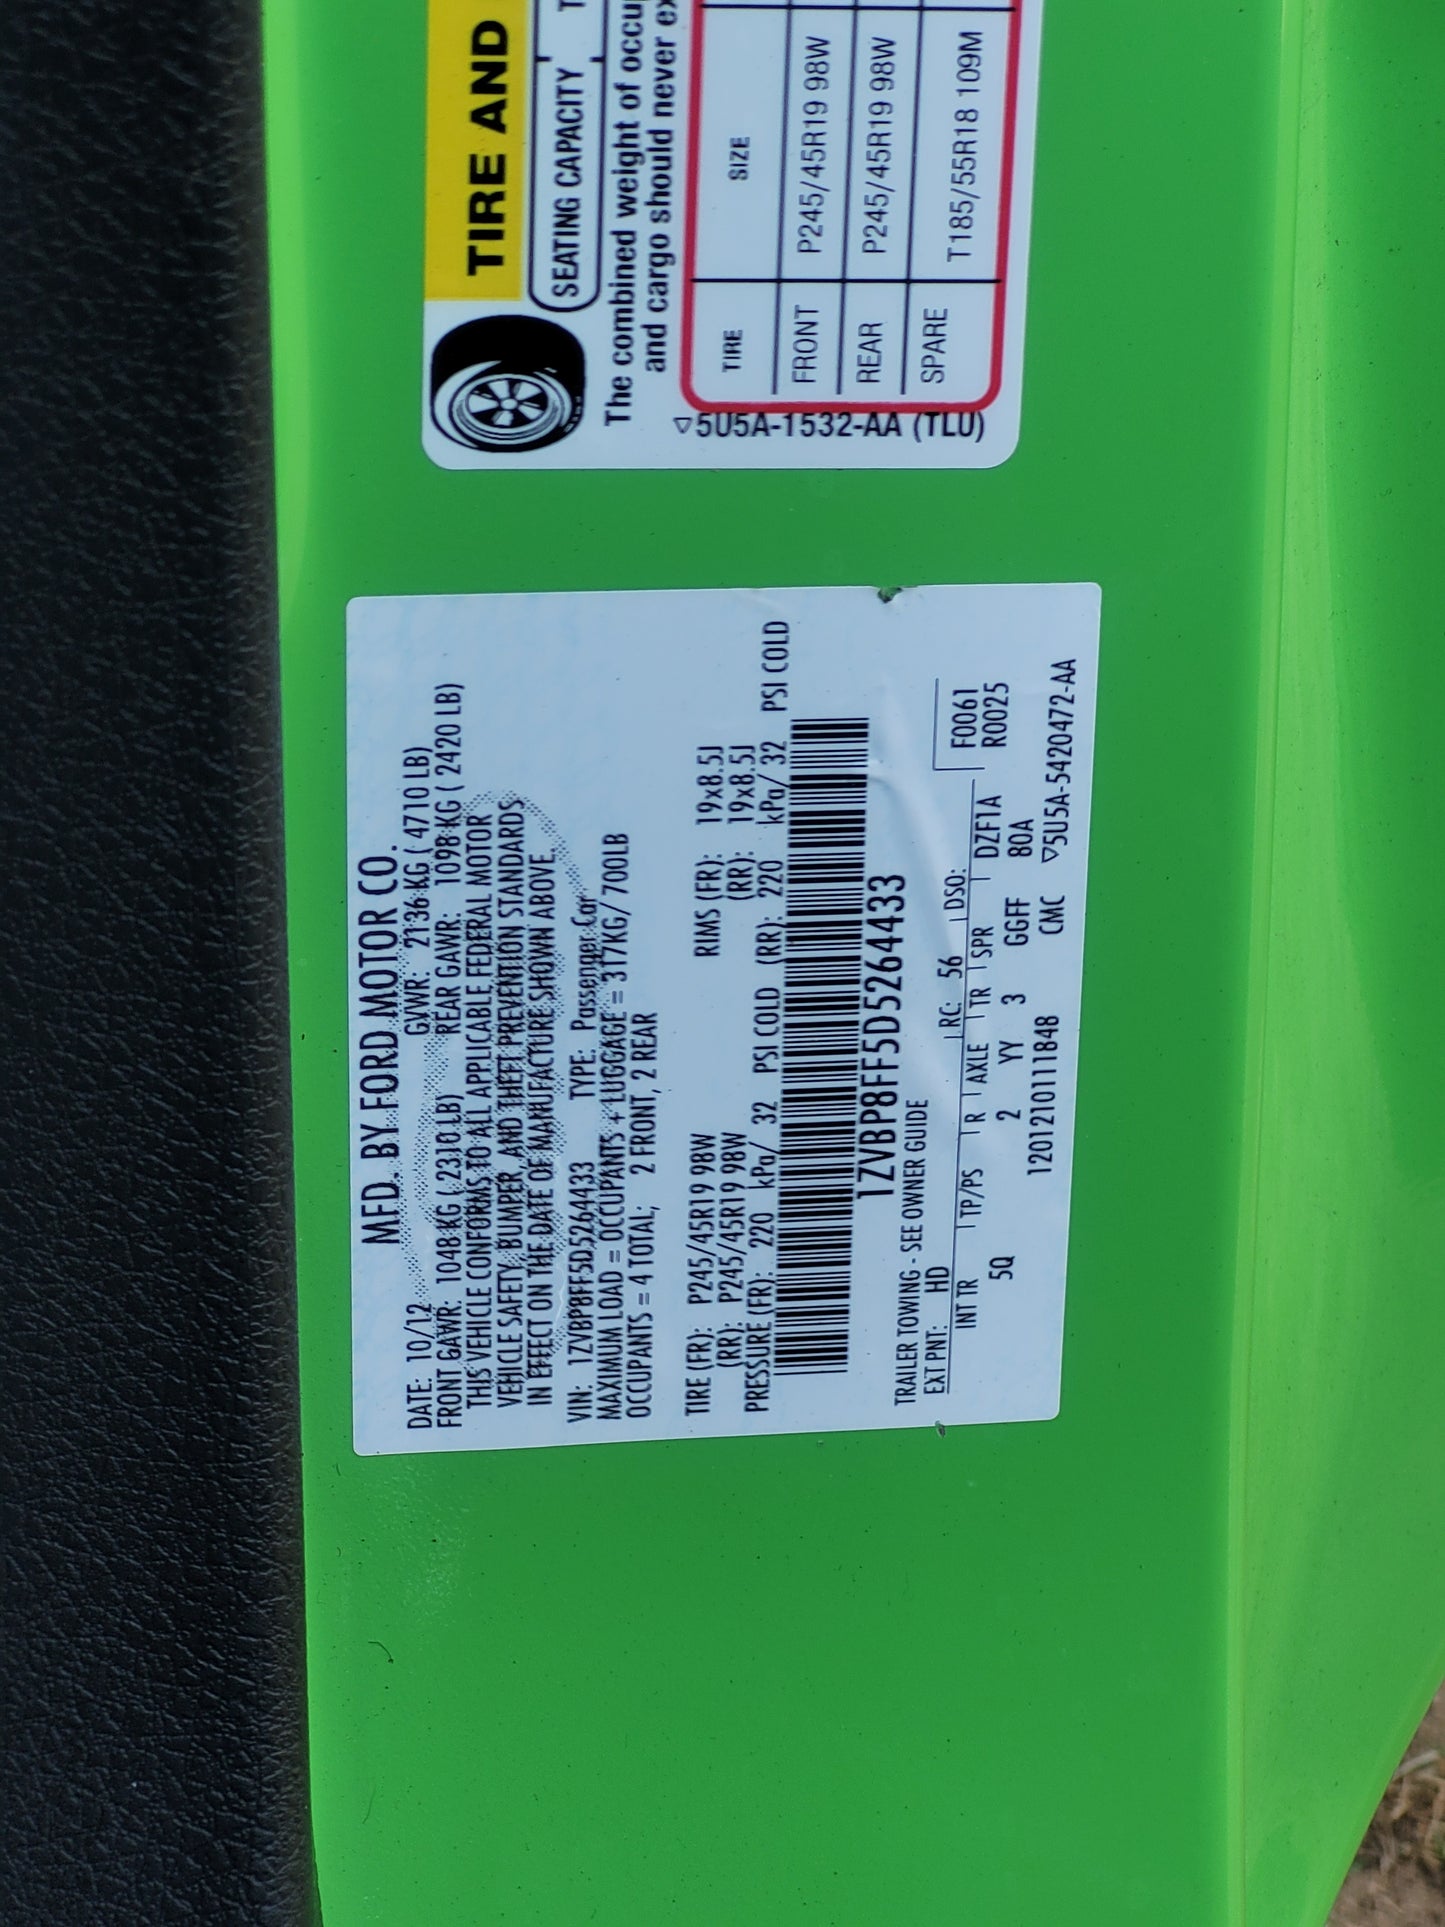 MFD. BY FORD MOTOR CO.
DATE: 10/12 GVWR: 2136 KG ( 4710 LB)
FRONT GAWR: 1048 KG ( 2310 LB) REAR GAWR: 1098 KG ( 2420 LB)
THIS VEHICLE CONFORMS TO ALL APPLICABLE FEDERAL MOTOR
VEHICLE SAFETY, BUMPER, AND THEFT PREVENTION STANDARDS
IN EFFECT ON THE DATE OF MANUFACTURE SHOWN ABOVE.
VIN: 1ZVBP8FF5D5264433 TYPE: Passenger Car
MAXIMUM LOAD = OCCUPANTS + LUGGAGE = 317KG/700LB
OCCUPANTS = 4 TOTAL; 2 FRONT, 2 REAR
TIRE (FR): P245/45R19 98W RIMS (FR): 19x8.5J
(RR): P245/45R19 98W (RR): 19x8.5J
PRESSURE (FR): 220 kPa/ 32 PSI COLD (RR): 220 kPa/ 32 PSI COLD
1ZVBP8FF5D5264433
TRAILER TOWING - SEE OWNER GUIDE
EXT PNT: HD RC: 56 DSO: F0061
INT TR TP/PS R AXLE TR SPR DZF1A R0025
5Q 2 YY 3 GGFF 80A
120121011184B CMC ▽5U5A-5420472-AA
TIRE AND
SEATING CAPACITY T
The combined weight of occu
and cargo should never ex
TIRE SIZE
FRONT P245/45R19 98W
REAR P245/45R19 98W
SPARE T185/55R18 109M
▽5U5A-1532-AA (TLU)